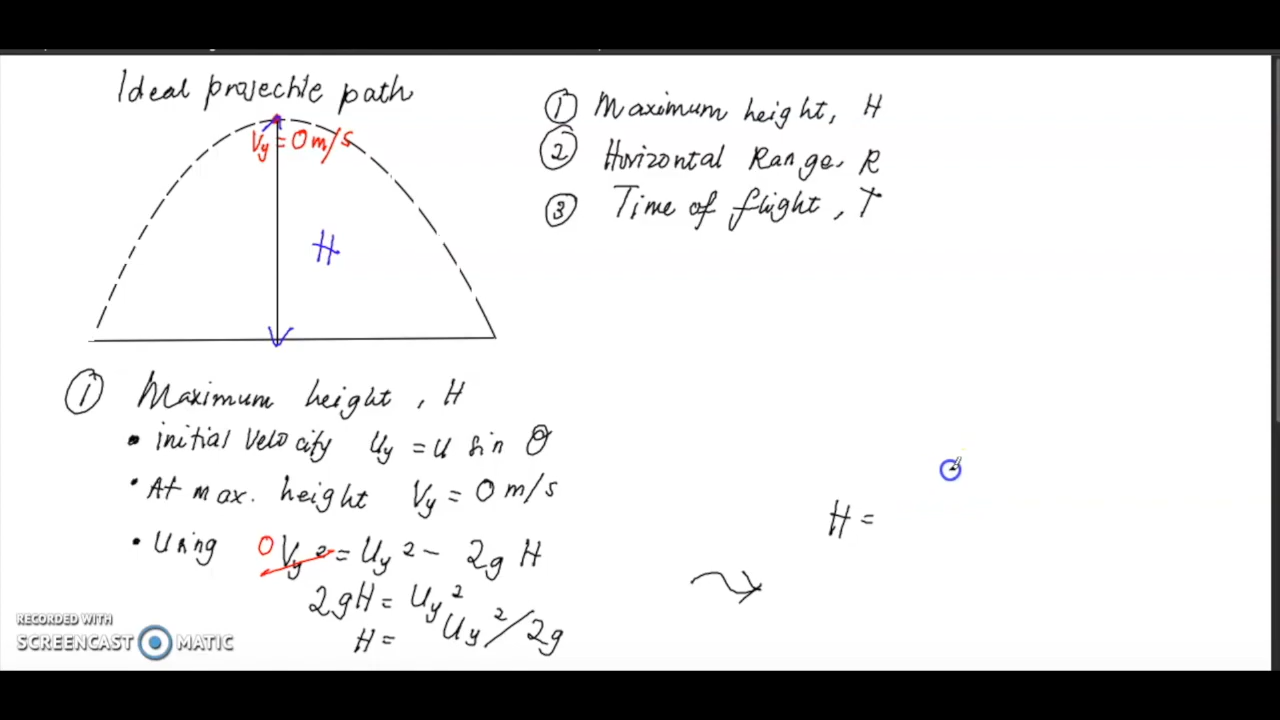 Ideal projectile path
Vy = 0 m/s
H
① Maximum height, H
② Horizontal Range, R
③ Time of flight, T
① Maximum height, H
• initial Velocity Uy = U sin θ
• At max. height Vy = 0 m/s
• Using 0 Vy² = Uy² - 2g H
2gH = Uy²
H = Uy²/2g
H =
RECORDED WITH
SCREENCAST MATIC